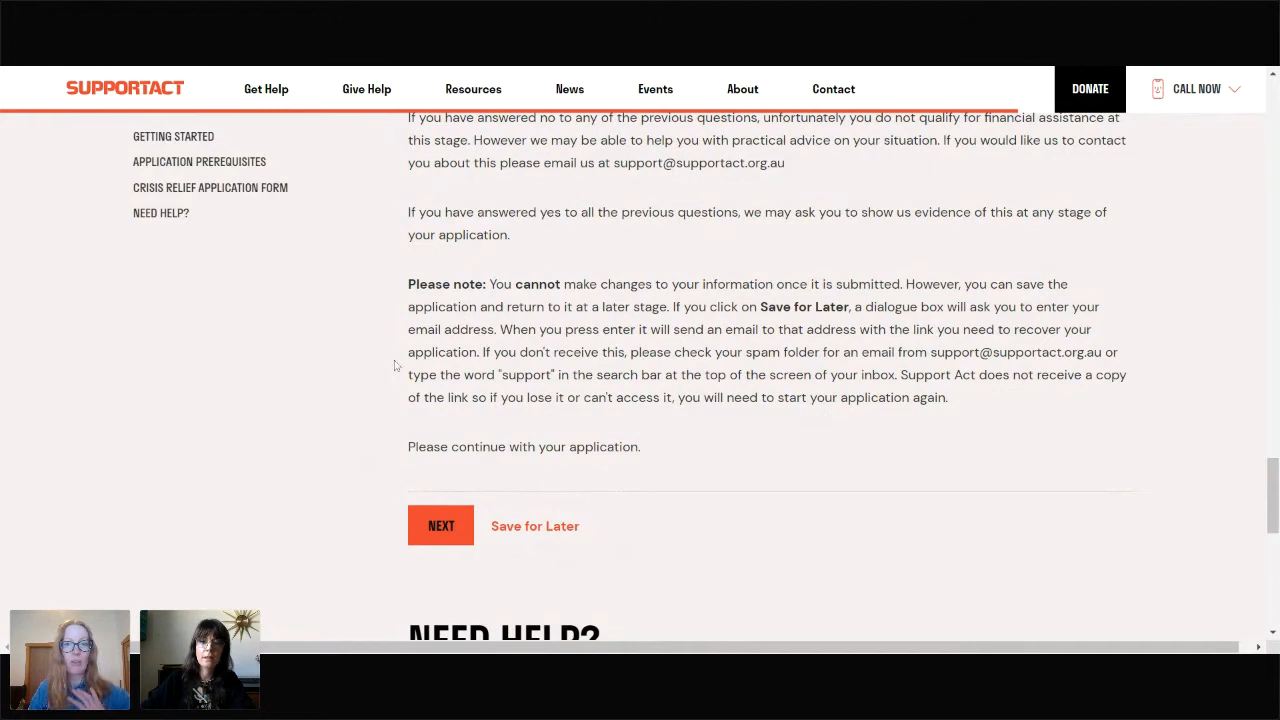 SUPPORTACT
Get Help
Give Help
Resources
News
Events
About
Contact
DONATE
CALL NOW
GETTING STARTED
APPLICATION PREREQUISITES
CRISIS RELIEF APPLICATION FORM
NEED HELP?
If you have answered no to any of the previous questions, unfortunately you do not qualify for financial assistance at
this stage. However we may be able to help you with practical advice on your situation. If you would like us to contact
you about this please email us at support@supportact.org.au
If you have answered yes to all the previous questions, we may ask you to show us evidence of this at any stage of
your application.
Please note: You cannot make changes to your information once it is submitted. However, you can save the
application and return to it at a later stage. If you click on Save for Later, a dialogue box will ask you to enter your
email address. When you press enter it will send an email to that address with the link you need to recover your
application. If you don't receive this, please check your spam folder for an email from support@supportact.org.au or
type the word "support" in the search bar at the top of the screen of your inbox. Support Act does not receive a copy
of the link so if you lose it or can't access it, you will need to start your application again.
Please continue with your application.
NEXT
Save for Later
NEED HELP?